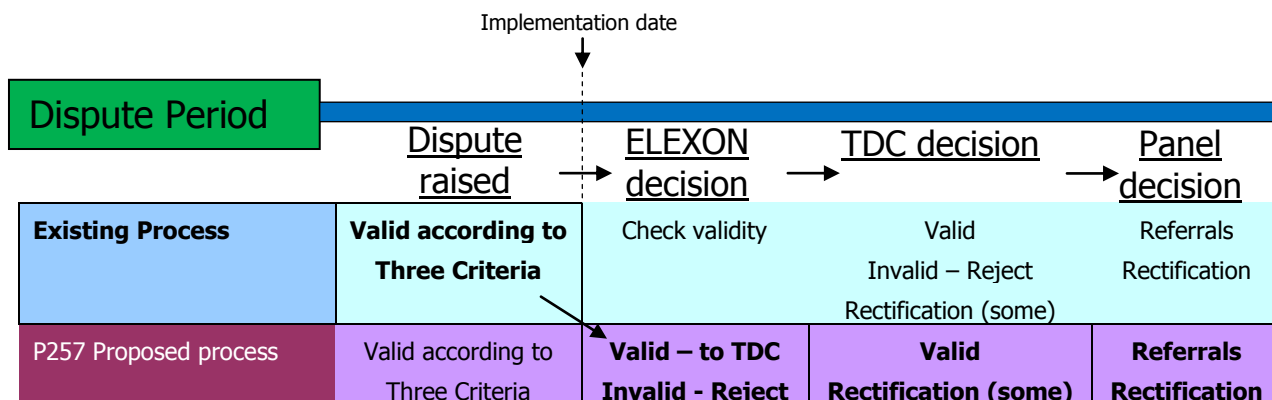 Implementation date
Dispute Period
Dispute
raised
ELEXON
decision
TDC decision
Panel
decision
Existing Process
Valid according to
Three Criteria
Check validity
Valid
Invalid – Reject
Rectification (some)
Referrals
Rectification
P257 Proposed process
Valid according to
Three Criteria
Valid – to TDC
Invalid - Reject
Valid
Rectification (some)
Referrals
Rectification